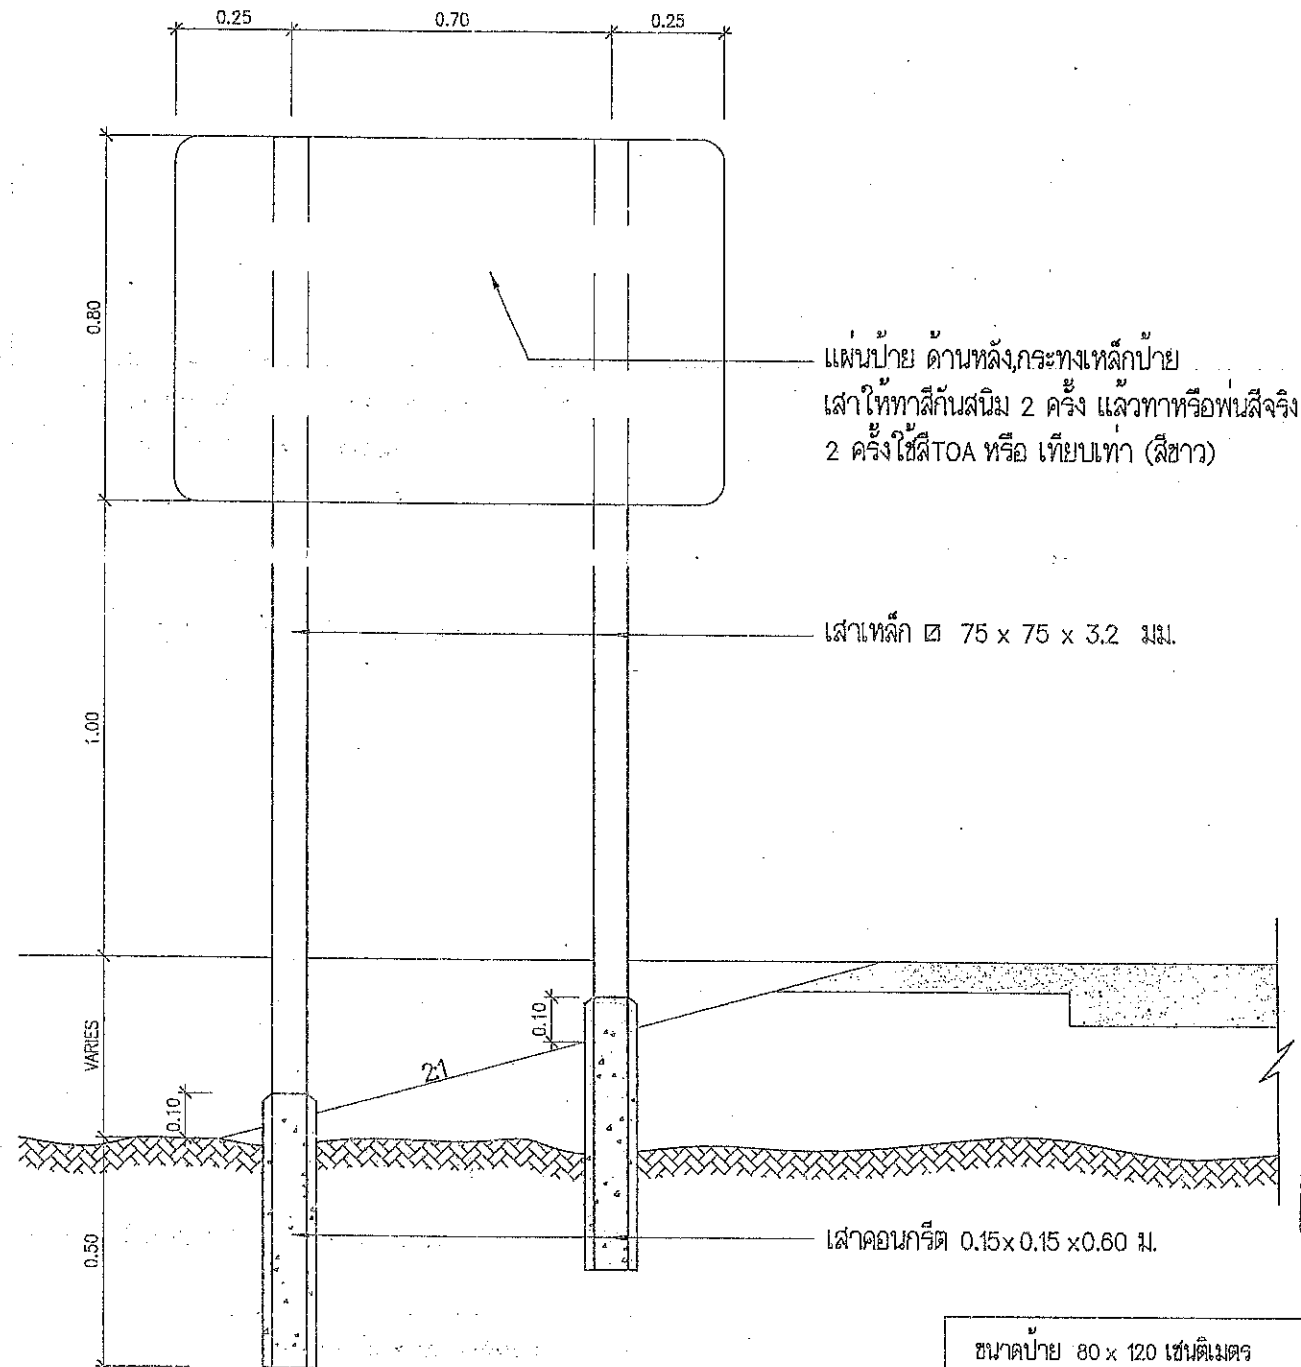 0.25 0.70 0.25
0.80
แผ่นป้าย ด้านหลัง,กระทงเหล็กป้าย
เสาให้ทาสีกันสนิม 2 ครั้ง แล้วทาหรือพ่นสีจริง
2 ครั้งใช้สีTOA หรือ เทียบเท่า (สีขาว)
เสาเหล็ก 75 x 75 x 3.2 มม.
1.00
0.10
VARIES
2:1
0.10
เสาคอนกรีต 0.15x0.15x0.60 ม.
0.50
ขนาดป้าย 80 x 120 เซนติเมตร